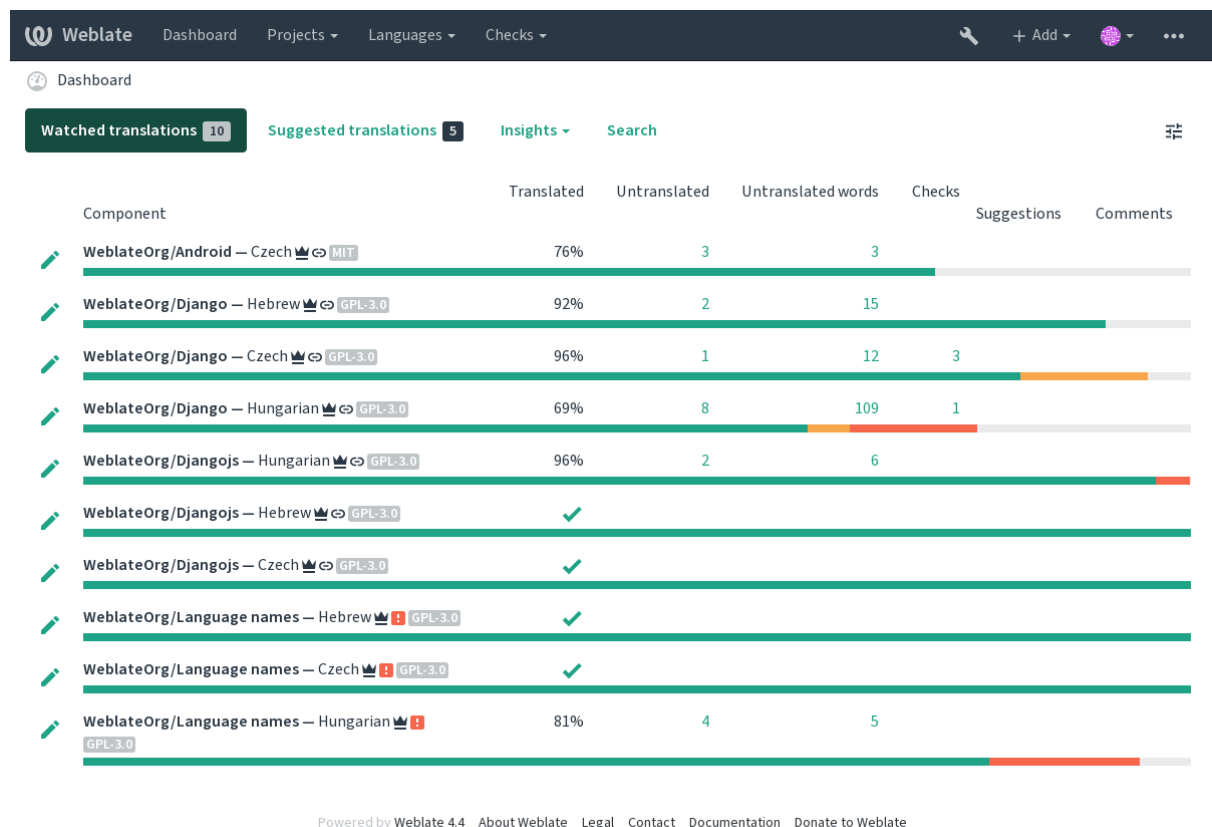 Weblate Dashboard Projects Languages Checks + Add •••
Dashboard
Watched translations 10 Suggested translations 5 Insights Search
Component Translated Untranslated Untranslated words Checks Suggestions Comments
WeblateOrg/Android — Czech MIT 76% 3 3
WeblateOrg/Django — Hebrew GPL-3.0 92% 2 15
WeblateOrg/Django — Czech GPL-3.0 96% 1 12 3
WeblateOrg/Django — Hungarian GPL-3.0 69% 8 109 1
WeblateOrg/Djangojs — Hungarian GPL-3.0 96% 2 6
WeblateOrg/Djangojs — Hebrew GPL-3.0
WeblateOrg/Djangojs — Czech GPL-3.0
WeblateOrg/Language names — Hebrew ! GPL-3.0
WeblateOrg/Language names — Czech ! GPL-3.0
WeblateOrg/Language names — Hungarian ! 81% 4 5
GPL-3.0
Powered by Weblate 4.4 About Weblate Legal Contact Documentation Donate to Weblate